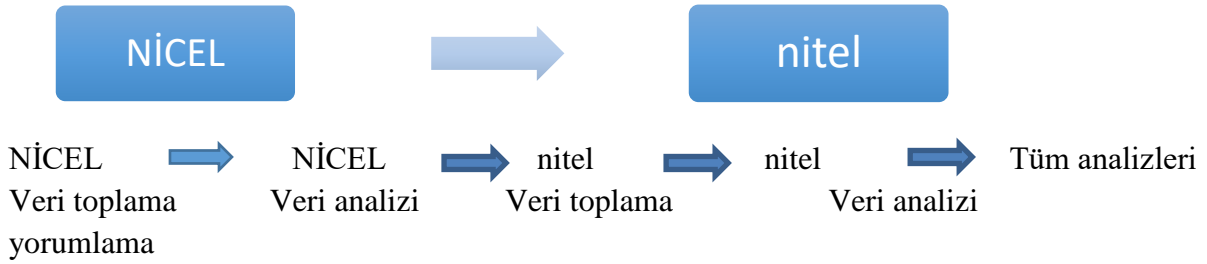 NİCEL nitel
NİCEL NİCEL nitel nitel Tüm analizleri
Veri toplama Veri analizi Veri toplama Veri analizi
yorumlama